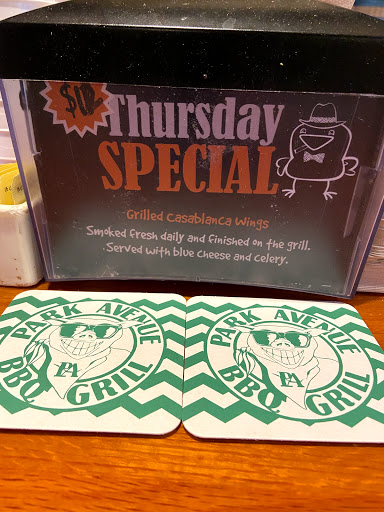 $12
Thursday
SPECIAL
Grilled Casablanca Wings
Smoked fresh daily and finished on the grill.
Served with blue cheese and celery.
PARK AVENUE
BBQ GRILL
PA
PARK AVENUE
BBQ GRILL
PA